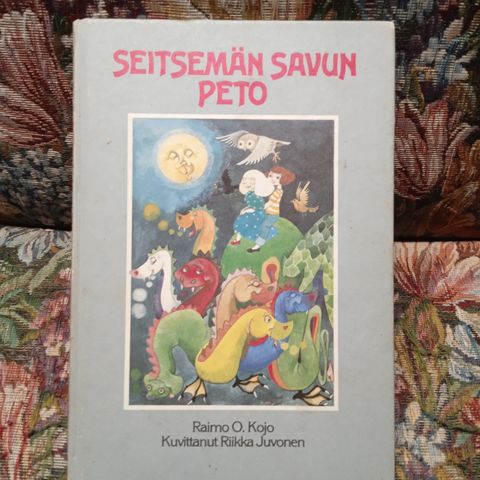 SEITSEMÄN SAVUN
PETO
Raimo O. Kojo
Kuvittanut Riikka Juvonen